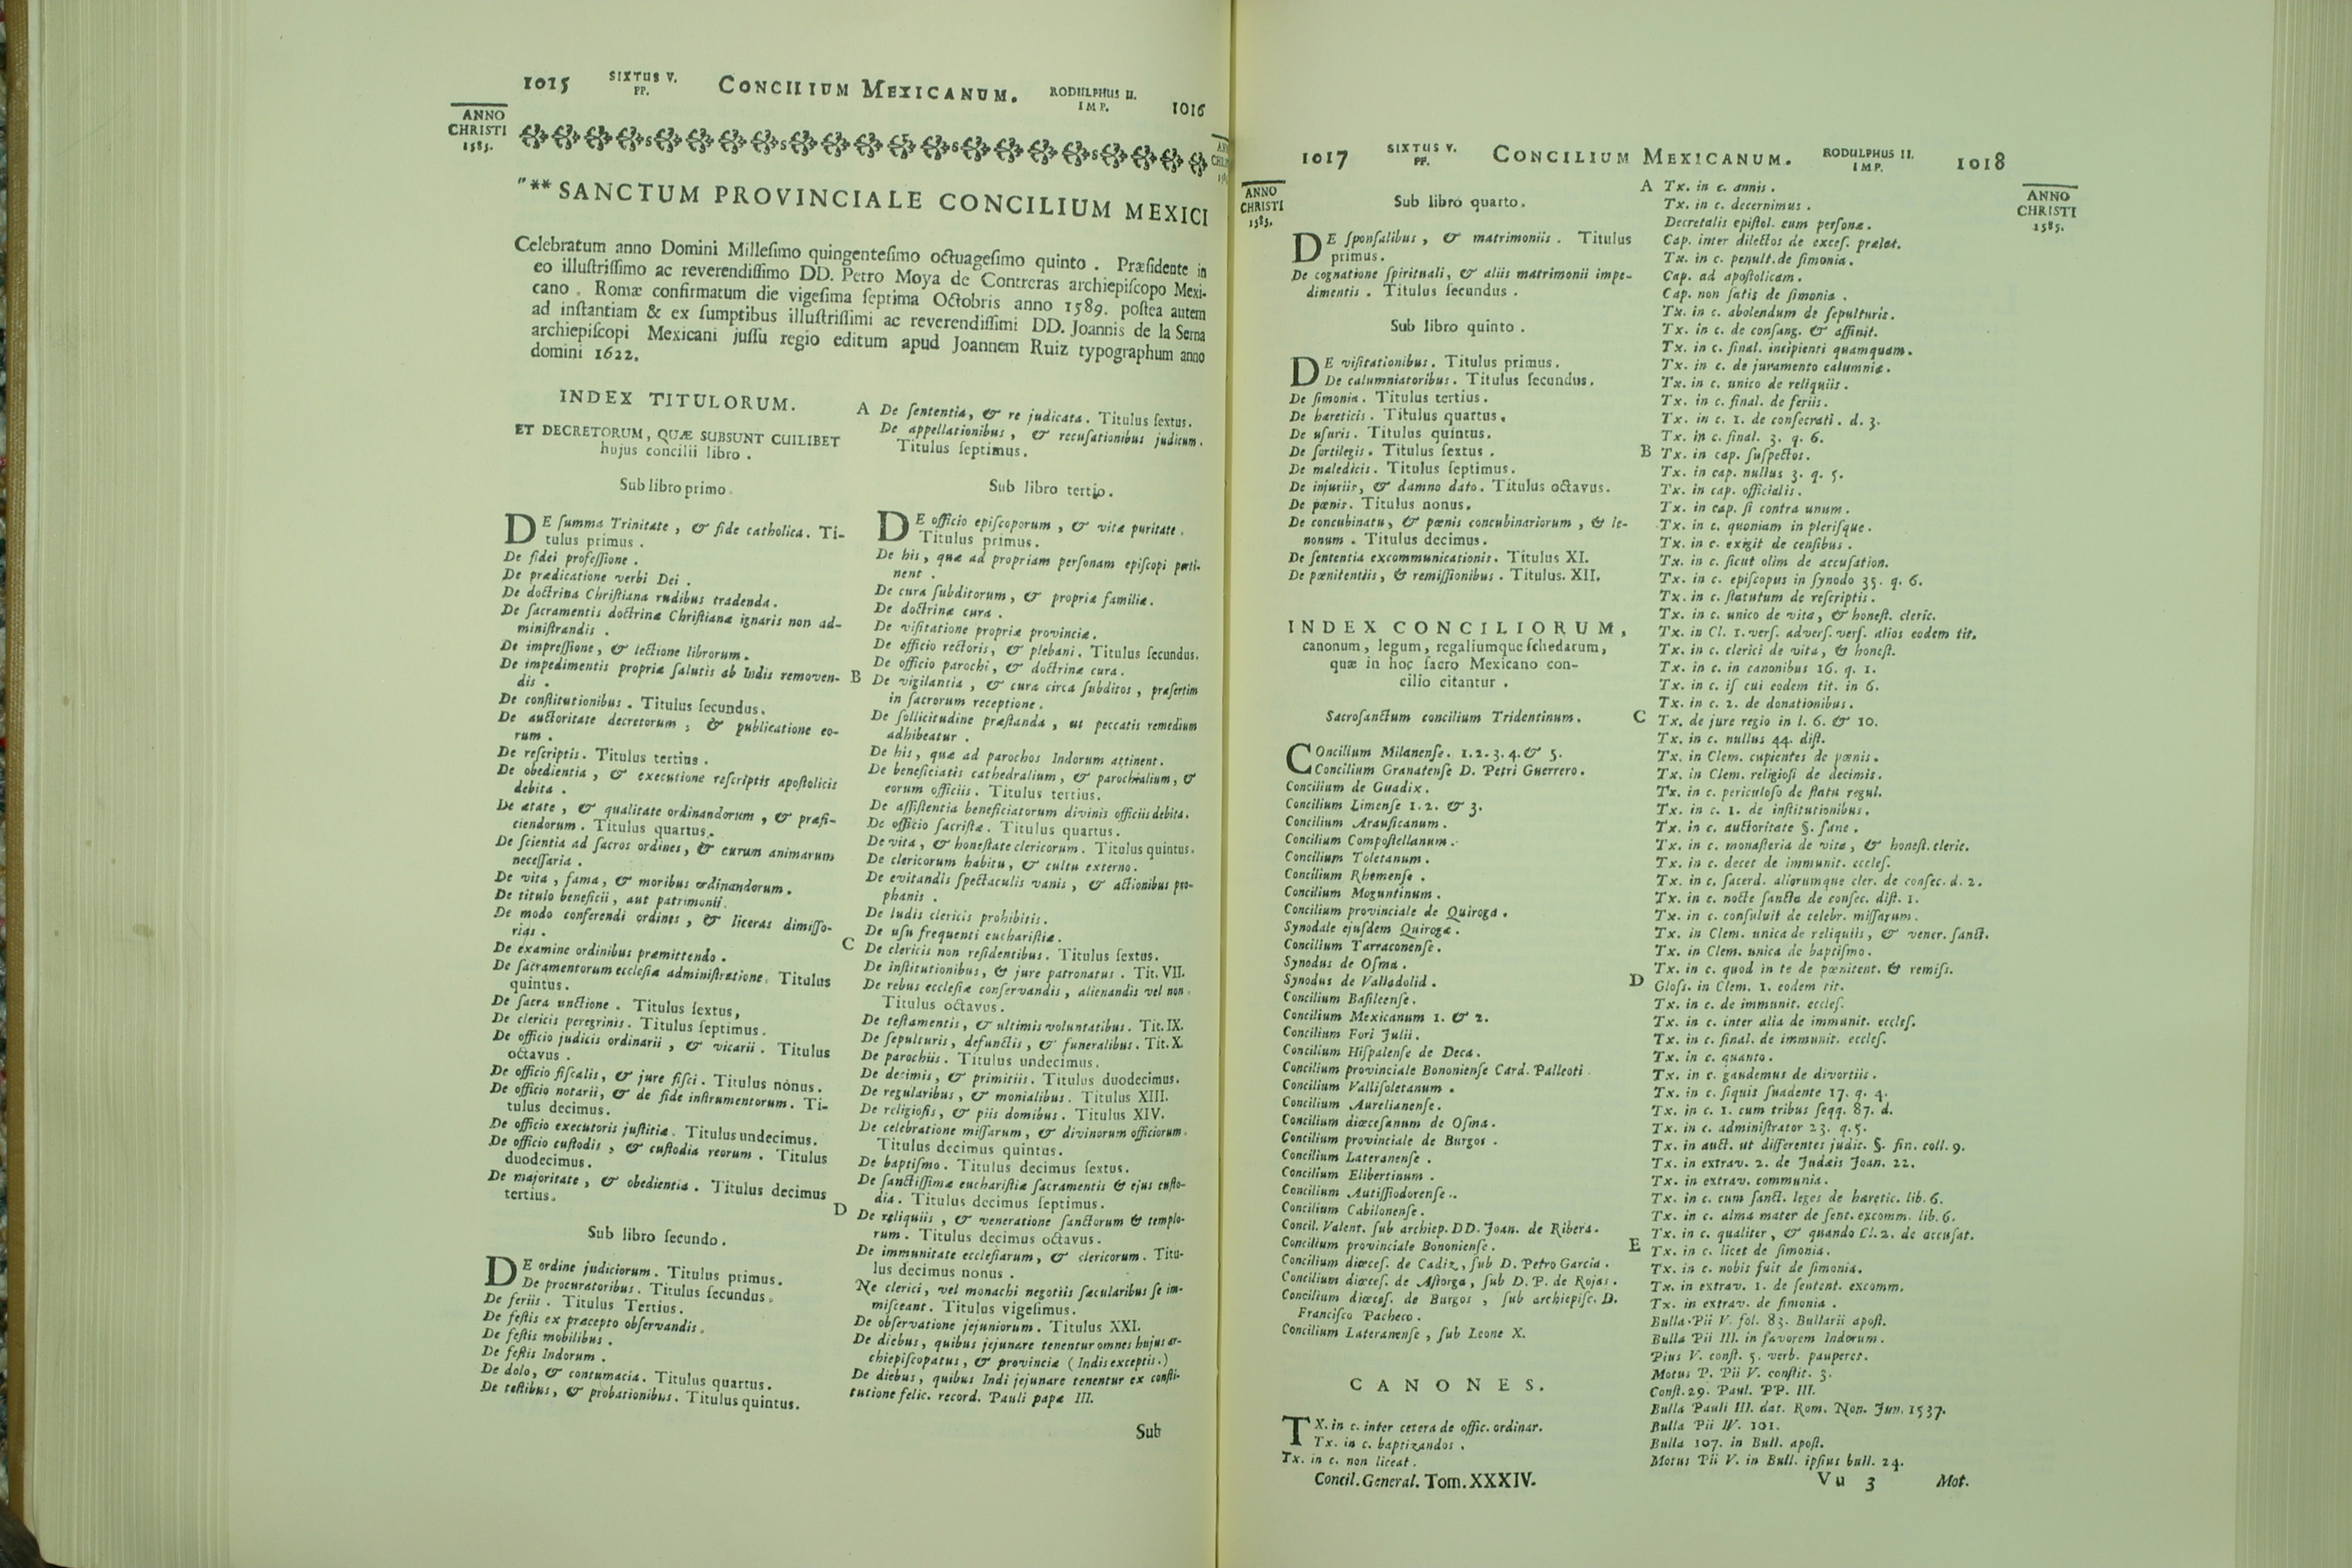 1015 SIXTUS V. PP. CONCILIUM MEXICANUM. RODULPHUS II. IMP. 1016
ANNO
CHRISTI
1585.
SANCTUM PROVINCIALE CONCILIUM MEXICI
Celebratum anno Domini Milleſimo quingenteſimo octuageſimo quinto . Præſidente in
eo illuſtriſſimo ac reverendiſſimo DD. Petro Moya de Contreras archiepiſcopo Mexi-
cano . Romæ confirmatum die vigeſima ſeptima Octobris anno 1589. poſtea autem
ad inſtantiam & ex ſumptibus illuſtriſſimi ac reverendiſſimi DD. Joannis de la Serna
archiepiſcopi Mexicani juſſu regio editum apud Joannem Ruiz typographum anno
domini 1622.
INDEX TITULORUM.
ET DECRETORUM, QUÆ SUBSUNT CUILIBET
hujus concilii libro .
Sub libro primo.
DE ſumma Trinitate , & fide catholica. Ti-
tulus primus .
De fidei profeſſione .
De prædicatione verbi Dei .
De doctrina Chriſtiana rudibus tradenda.
De ſacramentis doctrinæ Chriſtianæ ignaris non ad-
miniſtrandis .
De impreſſione, & lectione librorum.
De impedimentis propriæ ſalutis ab Indis removen-
dis .
De conſtitutionibus . Titulus ſecundus.
De auctoritate decretorum , & publicatione eo-
rum .
De reſcriptis. Titulus tertius .
De obedientia , & executione reſcriptis apoſtolicis
debita .
De ætate , & qualitate ordinandorum , & præfi-
ciendorum . Titulus quartus.
De ſcientia ad ſacros ordines, & curum animarum
neceſſaria .
De vita , fama, & moribus ordinandorum.
De titulo beneficii, aut patrimonii.
De modo conferendi ordines , & liceras dimiſſo-
rias .
De examine ordinibus præmittendo .
De ſacramentorum eccleſiæ adminiſtratione. Titulus
quintus.
De ſacra unctione . Titulus ſextus,
De clericis peregrinis. Titulus ſeptimus.
De officio judicis ordinarii , & vicarii . Titulus
octavus .
De officio fiſcalis, & jure fiſci. Titulus nonus.
De officio notarii, & de fide inſtrumentorum. Ti-
tulus decimus.
De officio executoris juſtitiæ. Titulus undecimus.
De officio cuſtodis , & cuſtodia reorum . Titulus
duodecimus.
De majoritate , & obedientia . Titulus decimus
tertius.
Sub libro ſecundo.
DE ordine judiciorum. Titulus primus.
De procuratoribus. Titulus ſecundus.
De feriis . Titulus Tertius.
De feſtis ex præcepto obſervandis.
De feſtis mobilibus .
De feſtis Indorum .
De dolo, & contumacia. Titulus quartus.
De teſtibus, & probationibus. Titulus quintus.
A De ſententia, & re judicata. Titulus ſextus.
De appellationibus , & recuſationibus judicum.
Titulus ſeptimus.
Sub libro tertio.
DE officio epiſcoporum , & vitæ puritate .
Titulus primus.
De his, quæ ad propriam perſonam epiſcopi perti-
nent .
De cura ſubditorum, & propriæ familiæ.
De doctrinæ cura .
De viſitatione propriæ provinciæ.
De officio rectoris, & plebani. Titulus ſecundus.
De officio parochi, & doctrinæ cura.
B De vigilantia , & cura circa ſubditos , præſertim
in ſacrorum receptione.
De ſollicitudine præſtanda , ut peccatis remedium
adhibeatur .
De his, quæ ad parochos Indorum attinent.
De beneficiatis cathedralium, & parochialium, &
eorum officiis. Titulus tertius.
De aſſiſtentia beneficiatorum divinis officiis debita.
De officio ſacriſtæ. Titulus quartus.
De vita , & honeſtate clericorum. Titulus quintus.
De clericorum habitu, & cultu externo.
De evitandis ſpectaculis vanis , & actionibus pro-
phanis .
De ludis clericis prohibitis.
De uſu frequenti euchariſtiæ.
C De clericis non reſidentibus. Titulus ſextus.
De inſtitutionibus, & jure patronatus . Tit. VII.
De rebus eccleſiæ conſervandis , alienandis vel non
Titulus octavus.
De teſtamentis, & ultimis voluntatibus. Tit. IX.
De ſepulturis, defunctis, & funeralibus. Tit. X.
De parochiis. Titulus undecimus.
De decimis, & primitiis. Titulus duodecimus.
De regularibus, & monialibus. Titulus XIII.
De religioſis, & piis domibus. Titulus XIV.
De celebratione miſſarum, & divinorum officiorum.
Titulus decimus quintus.
De baptiſmo. Titulus decimus ſextus.
De ſanctiſſimæ euchariſtiæ ſacramentis & ejus cuſto-
dia. Titulus decimus ſeptimus.
D De reliquiis , & veneratione ſanctorum & templo-
rum . Titulus decimus octavus.
De immunitate eccleſiarum, & clericorum. Titu-
lus decimus nonus .
Ne clerici, vel monachi negotiis ſæcularibus ſe im-
miſceant. Titulus vigeſimus.
De obſervatione jejuniorum. Titulus XXI.
De diebus, quibus jejunare tenentur omnes hujus ar-
chiepiſcopatus, & provinciæ ( Indis exceptis.)
De diebus, quibus Indi jejunare tenentur ex conſti-
tutione felic. record. Pauli papæ III.
Sub
1017 SIXTUS V. PP. CONCILIUM MEXICANUM. RODULPHUS II. IMP. 1018
ANNO
CHRISTI
1585.
Sub libro quarto.
DE ſponſalibus , & matrimoniis . Titulus
primus.
De cognatione ſpirituali, & aliis matrimonii impe-
dimentis . Titulus ſecundus .
Sub libro quinto .
DE viſitationibus. Titulus primus.
De calumniatoribus. Titulus ſecundus.
De ſimonia. Titulus tertius.
De hæreticis. Titulus quartus.
De uſuris. Titulus quintus.
De ſortilegis. Titulus ſextus .
De maledicis. Titulus ſeptimus.
De injuriis, & damno dato. Titulus octavus.
De pœnis. Titulus nonus.
De concubinatu, & pœnis concubinariorum , & le-
nonum . Titulus decimus.
De ſententia excommunicationis. Titulus XI.
De pœnitentiis, & remiſſionibus . Titulus. XII.
INDEX CONCILIORUM,
canonum, legum, regaliumque ſchedarum,
quæ in hoc ſacro Mexicano con-
cilio citantur .
Sacroſanctum concilium Tridentinum.
COncilium Milanenſe. 1. 2. 3. 4. & 5.
Concilium Granatenſe D. Petri Guerrero.
Concilium de Guadix.
Concilium Limenſe 1. 2. & 3.
Concilium Arauſicanum.
Concilium Compoſtellanum.
Concilium Toletanum.
Concilium Rhemenſe .
Concilium Moguntinum.
Concilium provinciale de Quiroga.
Synodale ejuſdem Quirogæ.
Concilium Tarraconenſe.
Synodus de Oſma.
Synodus de Valladolid.
Concilium Baſileenſe.
Concilium Mexicanum 1. & 2.
Concilium Fori Julii.
Concilium Hiſpalenſe de Deca.
Concilium provinciale Bononienſe Card. Palleoti.
Concilium Valliſoletanum .
Concilium Aurelianenſe.
Concilium diœceſanum de Oſma.
Concilium provinciale de Burgos .
Concilium Lateranenſe .
Concilium Elibertinum .
Concilium Autiſſiodorenſe.
Concilium Cabilonenſe.
Concil. Valent. ſub archiep. DD. Joan. de Ribera.
Concilium provinciale Bononienſe.
Concilium diœceſ. de Cadiz, ſub D. Petro Garcia.
Concilium diœceſ. de Aſtorga, ſub D. P. de Rojas.
Concilium diœceſ. de Burgos , ſub archiepiſc. D.
Franciſco Pacheco.
Concilium Lateranenſe , ſub Leone X.
CANONES.
TX. in c. inter cetera de offic. ordinar.
Tx. in c. baptizandos .
Tx. in c. non liceat.
Concil. General. Tom. XXXIV.
A Tx. in c. annis .
Tx. in c. decernimus .
Decretalis epiſtol. cum perſonæ.
Cap. inter dilectos de exceſ. prælat.
Tx. in c. penult. de ſimonia.
Cap. ad apoſtolicam.
Cap. non ſatis de ſimonia .
Tx. in c. abolendum de ſepulturis.
Tx. in c. de conſang. & affinit.
Tx. in c. final. incipienti quamquam.
Tx. in c. de juramento calumniæ.
Tx. in c. unico de reliquiis.
Tx. in c. final. de feriis.
Tx. in c. 1. de conſecrati. d. 3.
Tx. in c. final. 3. q. 6.
B Tx. in cap. ſuſpectos.
Tx. in cap. nullus 3. q. 5.
Tx. in cap. officialis.
Tx. in cap. ſi contra unum.
Tx. in c. quoniam in pleriſque.
Tx. in c. exigit de cenſibus .
Tx. in c. ſicut olim de accuſation.
Tx. in c. epiſcopus in ſynodo 35. q. 6.
Tx. in c. ſtatutum de reſcriptis.
Tx. in c. unico de vita, & honeſt. cleric.
Tx. in Cl. 1. verſ. adverſ. verſ. alios eodem tit.
Tx. in c. clerici de vita, & honeſt.
Tx. in c. in canonibus 16. q. 1.
Tx. in c. iſ cui eodem tit. in 6.
Tx. in c. 2. de donationibus.
C Tx. de jure regio in l. 6. & 10.
Tx. in c. nullus 44. diſt.
Tx. in Clem. cupientes de pœnis.
Tx. in Clem. religioſi de decimis.
Tx. in c. periculoſo de ſtatu regul.
Tx. in c. 1. de inſtitutionibus.
Tx. in c. auctoritate §. ſane .
Tx. in c. monaſteria de vita, & honeſt. cleric.
Tx. in c. decet de immunit. eccleſ.
Tx. in c. ſacerd. aliorumque cler. de conſec. d. 2.
Tx. in c. nocte ſancta de conſec. diſt. 1.
Tx. in c. conſuluit de celebr. miſſarum.
Tx. in Clem. unica de reliquiis, & vener. ſanct.
Tx. in Clem. unica de baptiſmo.
Tx. in c. quod in te de pœnitent. & remiſſ.
D Gloſſ. in Clem. 1. eodem tit.
Tx. in c. de immunit. eccleſ.
Tx. in c. inter alia de immunit. eccleſ.
Tx. in c. final. de immunit. eccleſ.
Tx. in c. quanto.
Tx. in c. gaudemus de divortiis.
Tx. in c. ſiquis ſuadente 17. q. 4.
Tx. in c. 1. cum tribus ſeqq. 87. d.
Tx. in c. adminiſtrator 23. q. 5.
Tx. in auct. ut differentes judic. §. fin. coll. 9.
Tx. in extrav. 2. de Judæis Joan. 22.
Tx. in extrav. communia.
Tx. in c. cum ſanct. leges de hæretic. lib. 6.
Tx. in c. alma mater de ſent. excomm. lib. 6.
Tx. in c. qualiter, & quando Cl. 2. de accuſat.
E Tx. in c. licet de ſimonia.
Tx. in c. nobis fuit de ſimonia.
Tx. in extrav. 1. de ſentent. excomm.
Tx. in extrav. de ſimonia .
Bulla Pii V. fol. 83. Bullarii apoſt.
Bulla Pii III. in favorem Indorum.
Pius V. conſt. 5. verb. pauperes.
Motus P. Pii V. conſtit. 3.
Conſt. 29. Paul. PP. III.
Bulla Pauli III. dat. Rom. Non. Jun. 1537.
Bulla Pii IV. 101.
Bulla 107. in Bull. apoſt.
Motus Pii V. in Bull. ipſius bull. 24.
Vu 3 Mot.
ANNO
CHRISTI
1585.